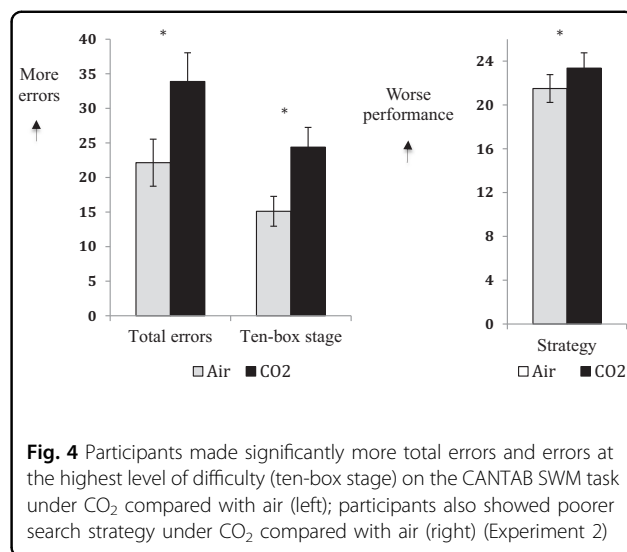 More
errors
40
35
30
25
20
15
10
5
0
*
*
Total errors Ten-box stage
Air CO2
Worse
performance
24
20
16
12
8
4
0
*
Strategy
Air CO2
Fig. 4 Participants made significantly more total errors and errors at
the highest level of difficulty (ten-box stage) on the CANTAB SWM task
under CO₂ compared with air (left); participants also showed poorer
search strategy under CO₂ compared with air (right) (Experiment 2)